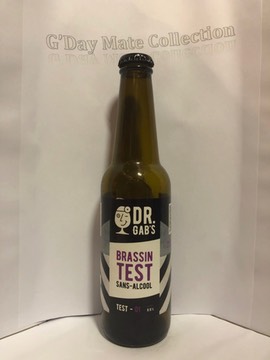 G'Day Mate Collection
DR.
GAB'S
BRASSIN
TEST
SANS-ALCOOL
TEST -